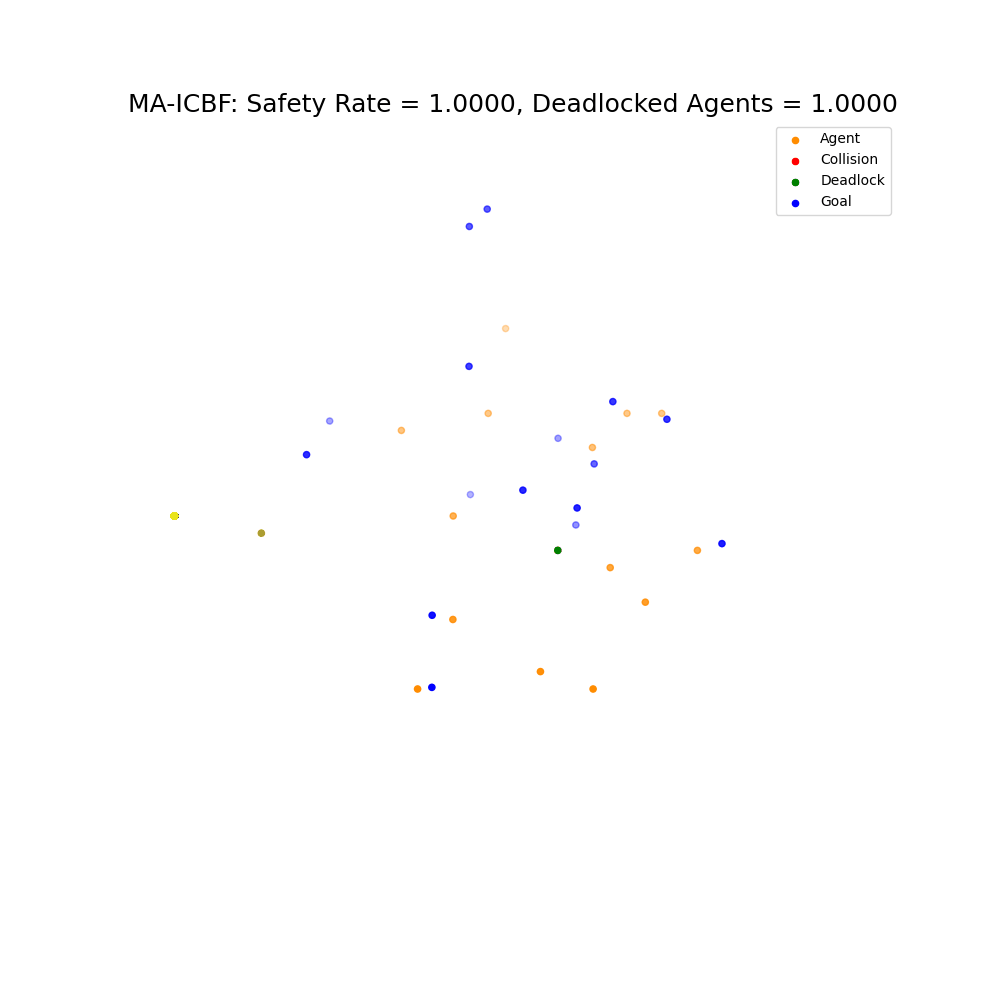 MA-ICBF: Safety Rate = 1.0000, Deadlocked Agents = 1.0000
Agent
Collision
Deadlock
Goal